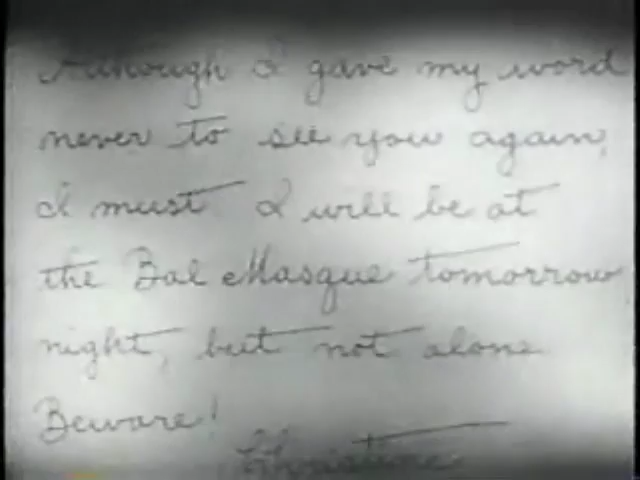 Although I gave my word
never to see you again,
I must I will be at
the Bal Masque tomorrow
night, but not alone
Beware!
Christine